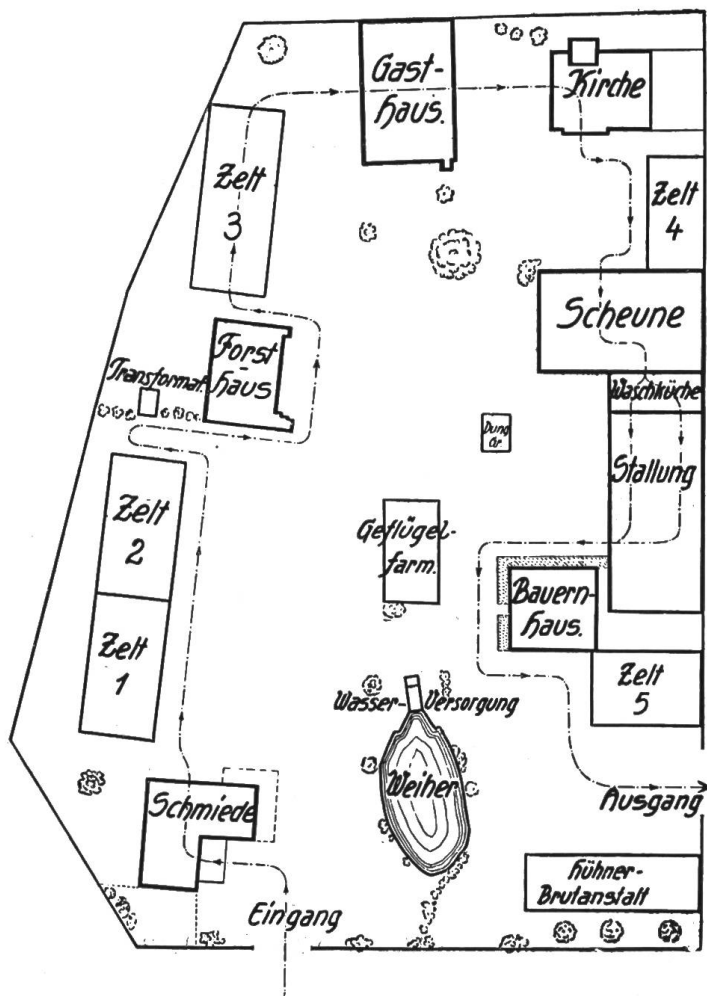 Gast-
haus.
Kirche
Zelt
3
Zelt
4
Scheune
Forst
-
haus
Transformat.
Waschküche
Dung
Gr.
Stallung
Zelt
2
Geflügel-
farm.
Bauern-
haus.
Zelt
1
Zelt
5
Wasser-Versorgung
Weiher
Ausgang
Schmiede
Hühner-
Brutanstalt
Eingang